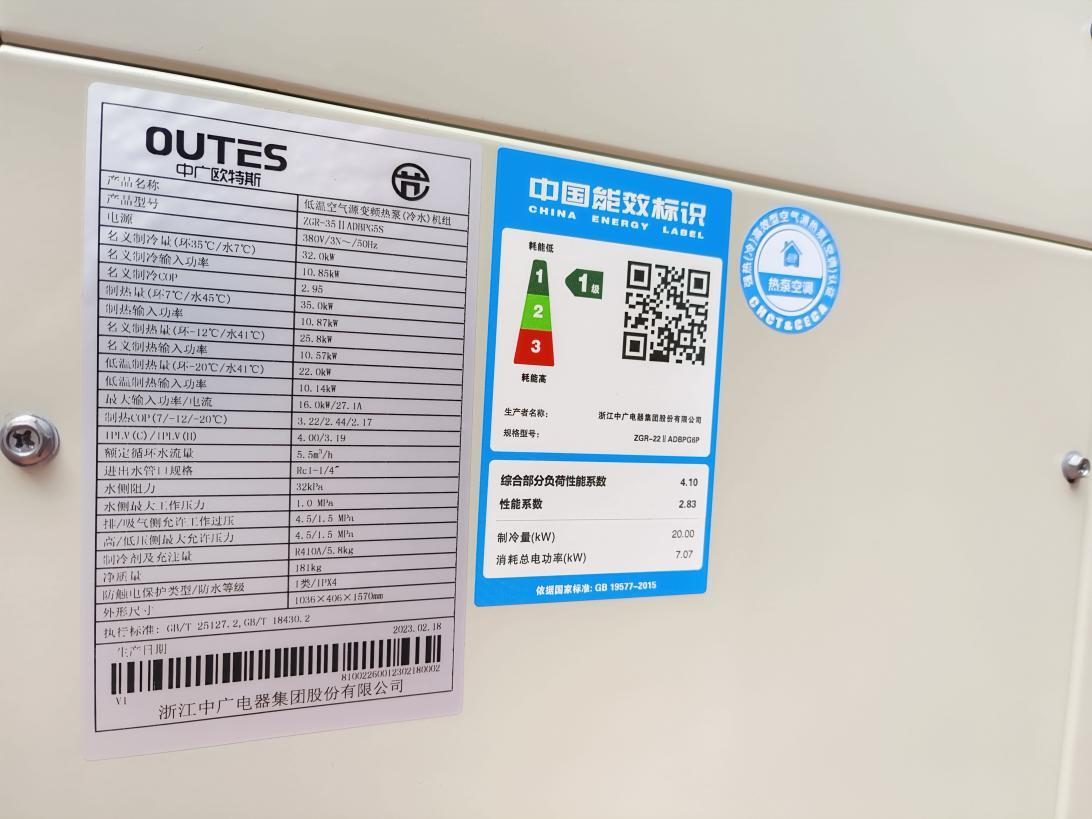 OUTES
中广欧特斯
产品名称 低温空气源变频热泵(冷水)机组
产品型号 ZGR-35ⅡADBPG5S
电源 380V/3N~/50Hz
名义制冷量(环35℃/水7℃) 32.0kW
名义制冷输入功率 10.85kW
名义制冷COP 2.95
制热量(环7℃/水45℃) 35.0kW
制热输入功率 10.87kW
名义制热量(环-12℃/水41℃) 25.8kW
名义制热输入功率 10.57kW
低温制热量(环-20℃/水41℃) 22.0kW
低温制热输入功率 10.14kW
最大输入功率/电流 16.0kW/27.1A
制热COP(7/-12/-20℃) 3.22/2.44/2.17
IPLV(C)/IPLV(H) 4.00/3.19
额定循环水流量 5.5m³/h
进出水管口规格 Rc1-1/4"
水侧阻力 32kPa
水侧最大工作压力 1.0 MPa
排/吸气侧允许工作过压 4.5/1.5 MPa
高/低压侧最大允许压力 4.5/1.5 MPa
制冷剂及充注量 R410A/5.8kg
净质量 181kg
防触电保护类型/防水等级 I类/IPX4
外形尺寸 1036×406×1570mm
执行标准: GB/T 25127.2,GB/T 18430.2
生产日期 2023.02.18
81002260012302180002
V1
浙江中广电器集团股份有限公司
中国能效标识
CHINA ENERGY LABEL
耗能低
1
1级
2
3
耗能高
生产者名称: 浙江中广电器集团股份有限公司
规格型号: ZGR-22ⅡADBPG6P
综合部分负荷性能系数 4.10
性能系数 2.83
制冷量(kW) 20.00
消耗总电功率(kW) 7.07
依据国家标准: GB 19577-2015
强热(冷)高效型空气源热泵(空调)认证
热泵空调
CHCT&CECA